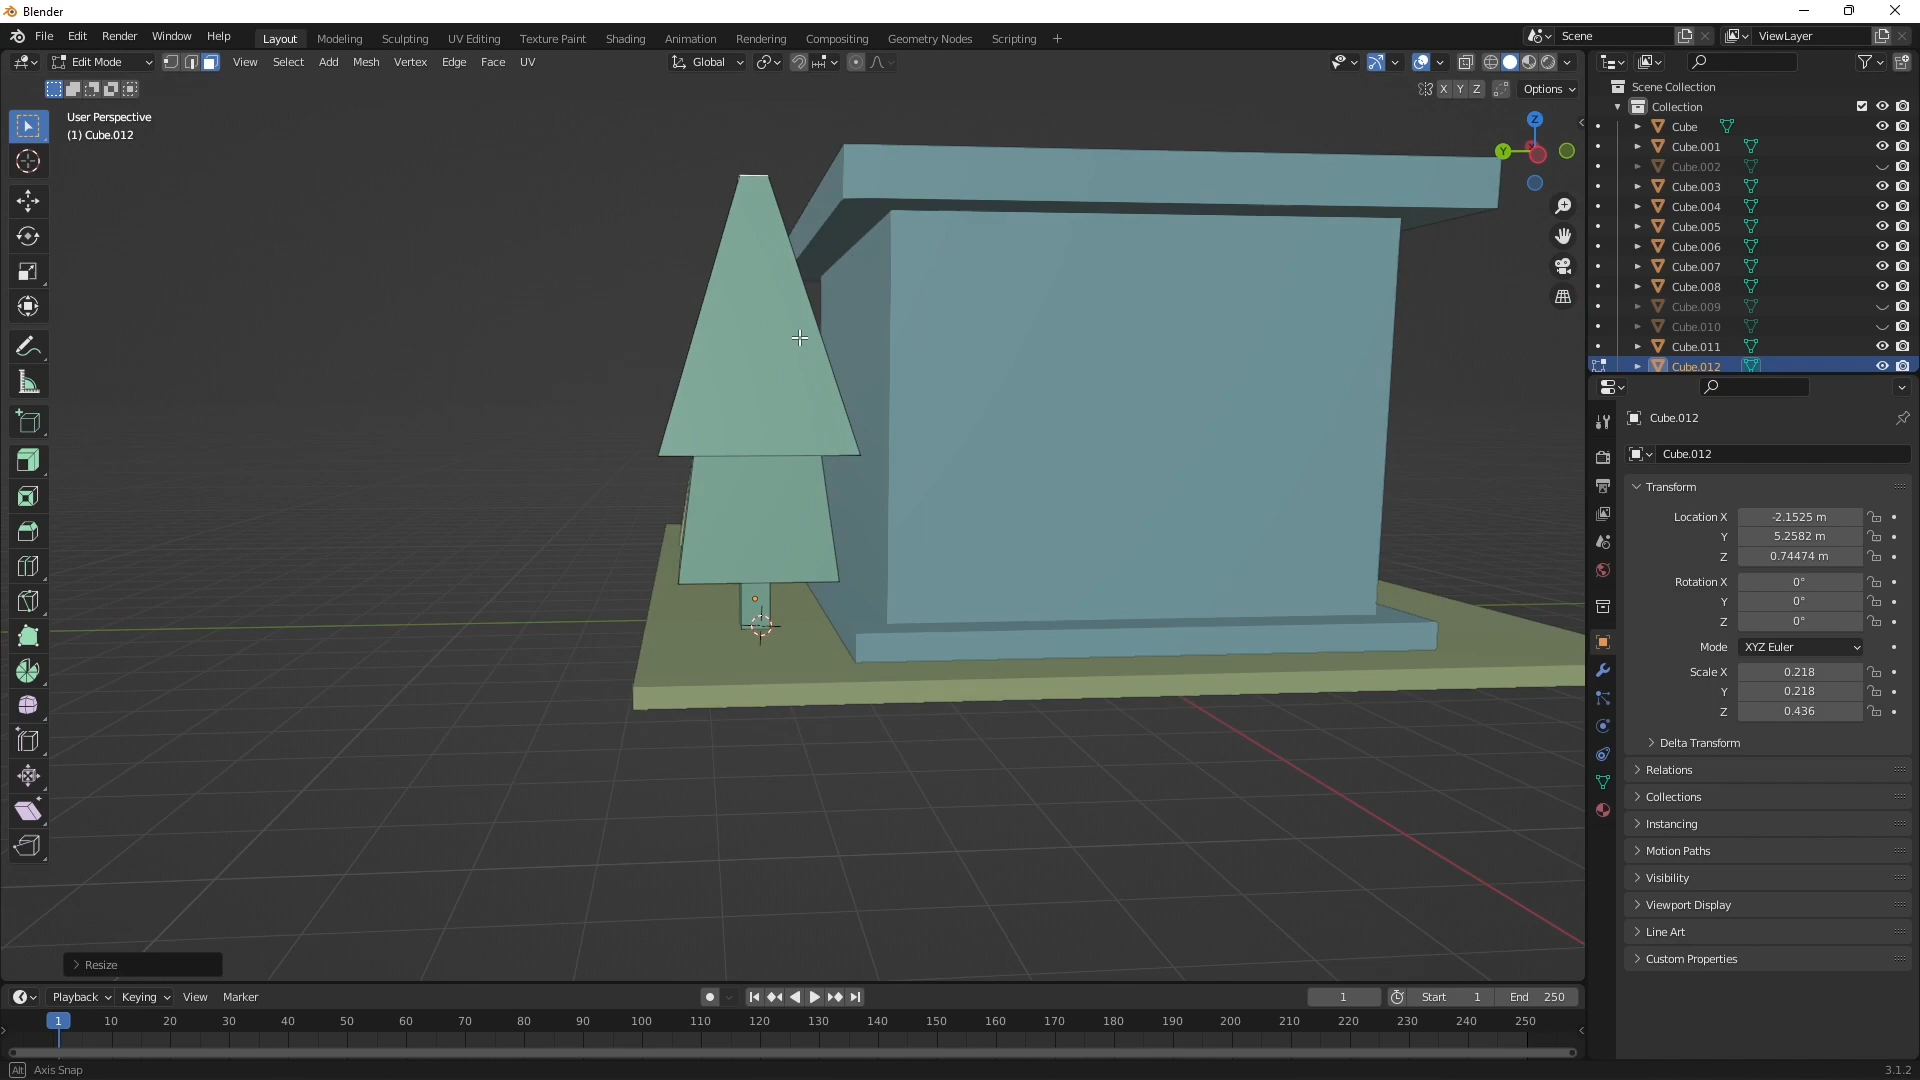 Blender
File Edit Render Window Help Layout Modeling Sculpting UV Editing Texture Paint Shading Animation Rendering Compositing Geometry Nodes Scripting + Scene ViewLayer
Edit Mode View Select Add Mesh Vertex Edge Face UV Global
X Y Z Options
User Perspective
(1) Cube.012
Z
Y
Resize
Scene Collection
Collection
Cube
Cube.001
Cube.002
Cube.003
Cube.004
Cube.005
Cube.006
Cube.007
Cube.008
Cube.009
Cube.010
Cube.011
Cube.012
Cube.012
Cube.012
Transform
Location X -2.1525 m
Y 5.2582 m
Z 0.74474 m
Rotation X 0°
Y 0°
Z 0°
Mode XYZ Euler
Scale X 0.218
Y 0.218
Z 0.436
Delta Transform
Relations
Collections
Instancing
Motion Paths
Visibility
Viewport Display
Line Art
Custom Properties
Playback Keying View Marker 1 Start 1 End 250
1 10 20 30 40 50 60 70 80 90 100 110 120 130 140 150 160 170 180 190 200 210 220 230 240 250
Alt Axis Snap 3.1.2